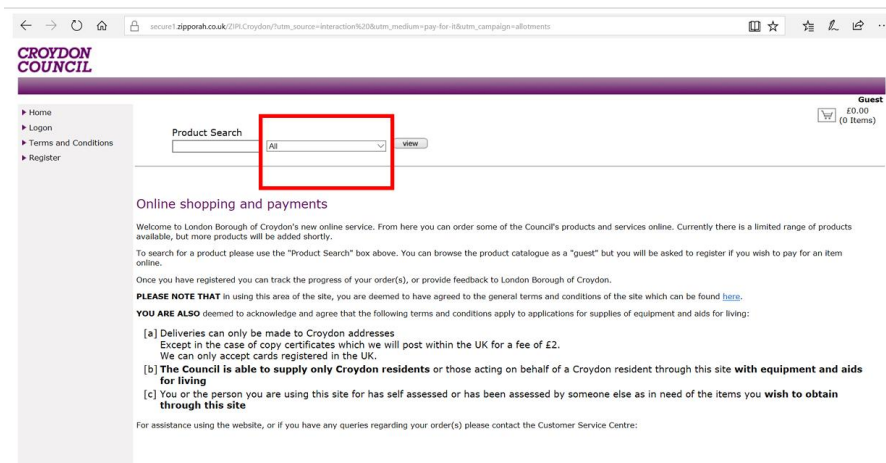 secure1.zipporah.co.uk/ZIPI.Croydon/?utm_source=interaction%20&utm_medium=pay-for-it&utm_campaign=allotments
CROYDON
COUNCIL
Guest
£0.00
(0 Items)
Home
Logon
Terms and Conditions
Register
Product Search
All
view
Online shopping and payments
Welcome to London Borough of Croydon's new online service. From here you can order some of the Council's products and services online. Currently there is a limited range of products
available, but more products will be added shortly.
To search for a product please use the "Product Search" box above. You can browse the product catalogue as a "guest" but you will be asked to register if you wish to pay for an item
online.
Once you have registered you can track the progress of your order(s), or provide feedback to London Borough of Croydon.
PLEASE NOTE THAT in using this area of the site, you are deemed to have agreed to the general terms and conditions of the site which can be found here.
YOU ARE ALSO deemed to acknowledge and agree that the following terms and conditions apply to applications for supplies of equipment and aids for living:
[a] Deliveries can only be made to Croydon addresses
Except in the case of copy certificates which we will post within the UK for a fee of £2.
We can only accept cards registered in the UK.
[b] The Council is able to supply only Croydon residents or those acting on behalf of a Croydon resident through this site with equipment and aids
for living
[c] You or the person you are using this site for has self assessed or has been assessed by someone else as in need of the items you wish to obtain
through this site
For assistance using the website, or if you have any queries regarding your order(s) please contact the Customer Service Centre: